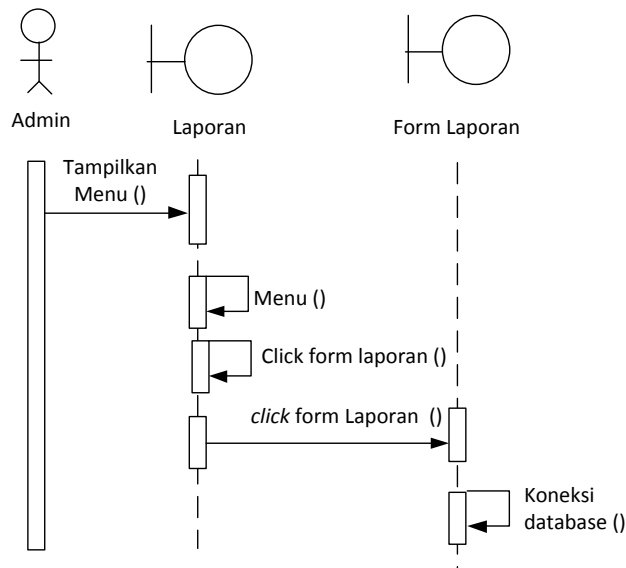 Admin
Laporan
Form Laporan
Tampilkan
Menu ()
Menu ()
Click form laporan ()
click form Laporan  ()
Koneksi
database ()